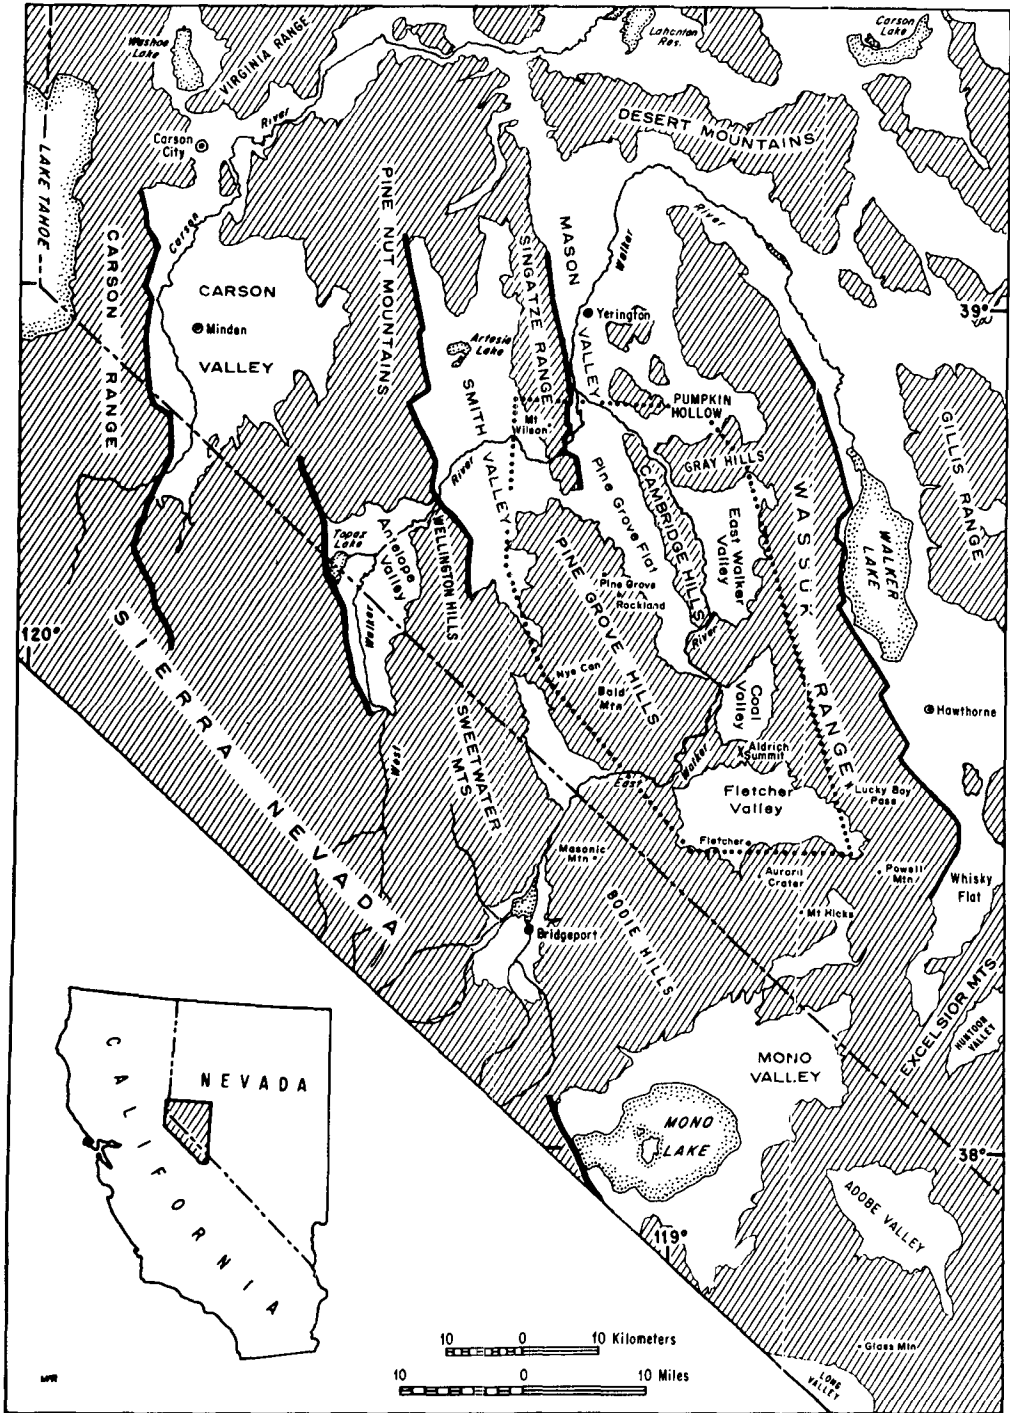 Washoe Lake
VIRGINIA RANGE
Lahontan Res.
Carson Lake
River
Carson City
DESERT MOUNTAINS
LAKE TAHOE
CARSON RANGE
Carson
PINE NUT MOUNTAINS
SINGATZE RANGE
MASON
Walker
River
CARSON
VALLEY
Minden
Artesia Lake
Yerington
VALLEY
39°
SMITH
VALLEY
Mt Wilson
PUMPKIN HOLLOW
GRAY HILLS
GILLIS RANGE
River
Pine Grove Flat
CAMBRIDGE HILLS
East Walker Valley
WASSUK RANGE
WALKER LAKE
Topaz Lake
Antelope Valley
WELLINGTON HILLS
PINE GROVE HILLS
Pine Grove
Rockland
River
Walker
120°
SIERRA NEVADA
Nye Can
Bald Mtn
Coal Valley
Hawthorne
West
SWEETWATER MTS
Walker
Aldrich Summit
East
Fletcher Valley
Lucky Boy Pass
Fletcher
Masonic Mtn
Aurora Crater
Powell Mtn
Whisky Flat
BODIE HILLS
Mt Hicks
Bridgeport
EXCELSIOR MTS
HUNTOON VALLEY
MONO VALLEY
CALIFORNIA
NEVADA
MONO LAKE
38°
ADOBE VALLEY
119°
10 0 10 Kilometers
10 0 10 Miles
Glass Mtn
LONG VALLEY